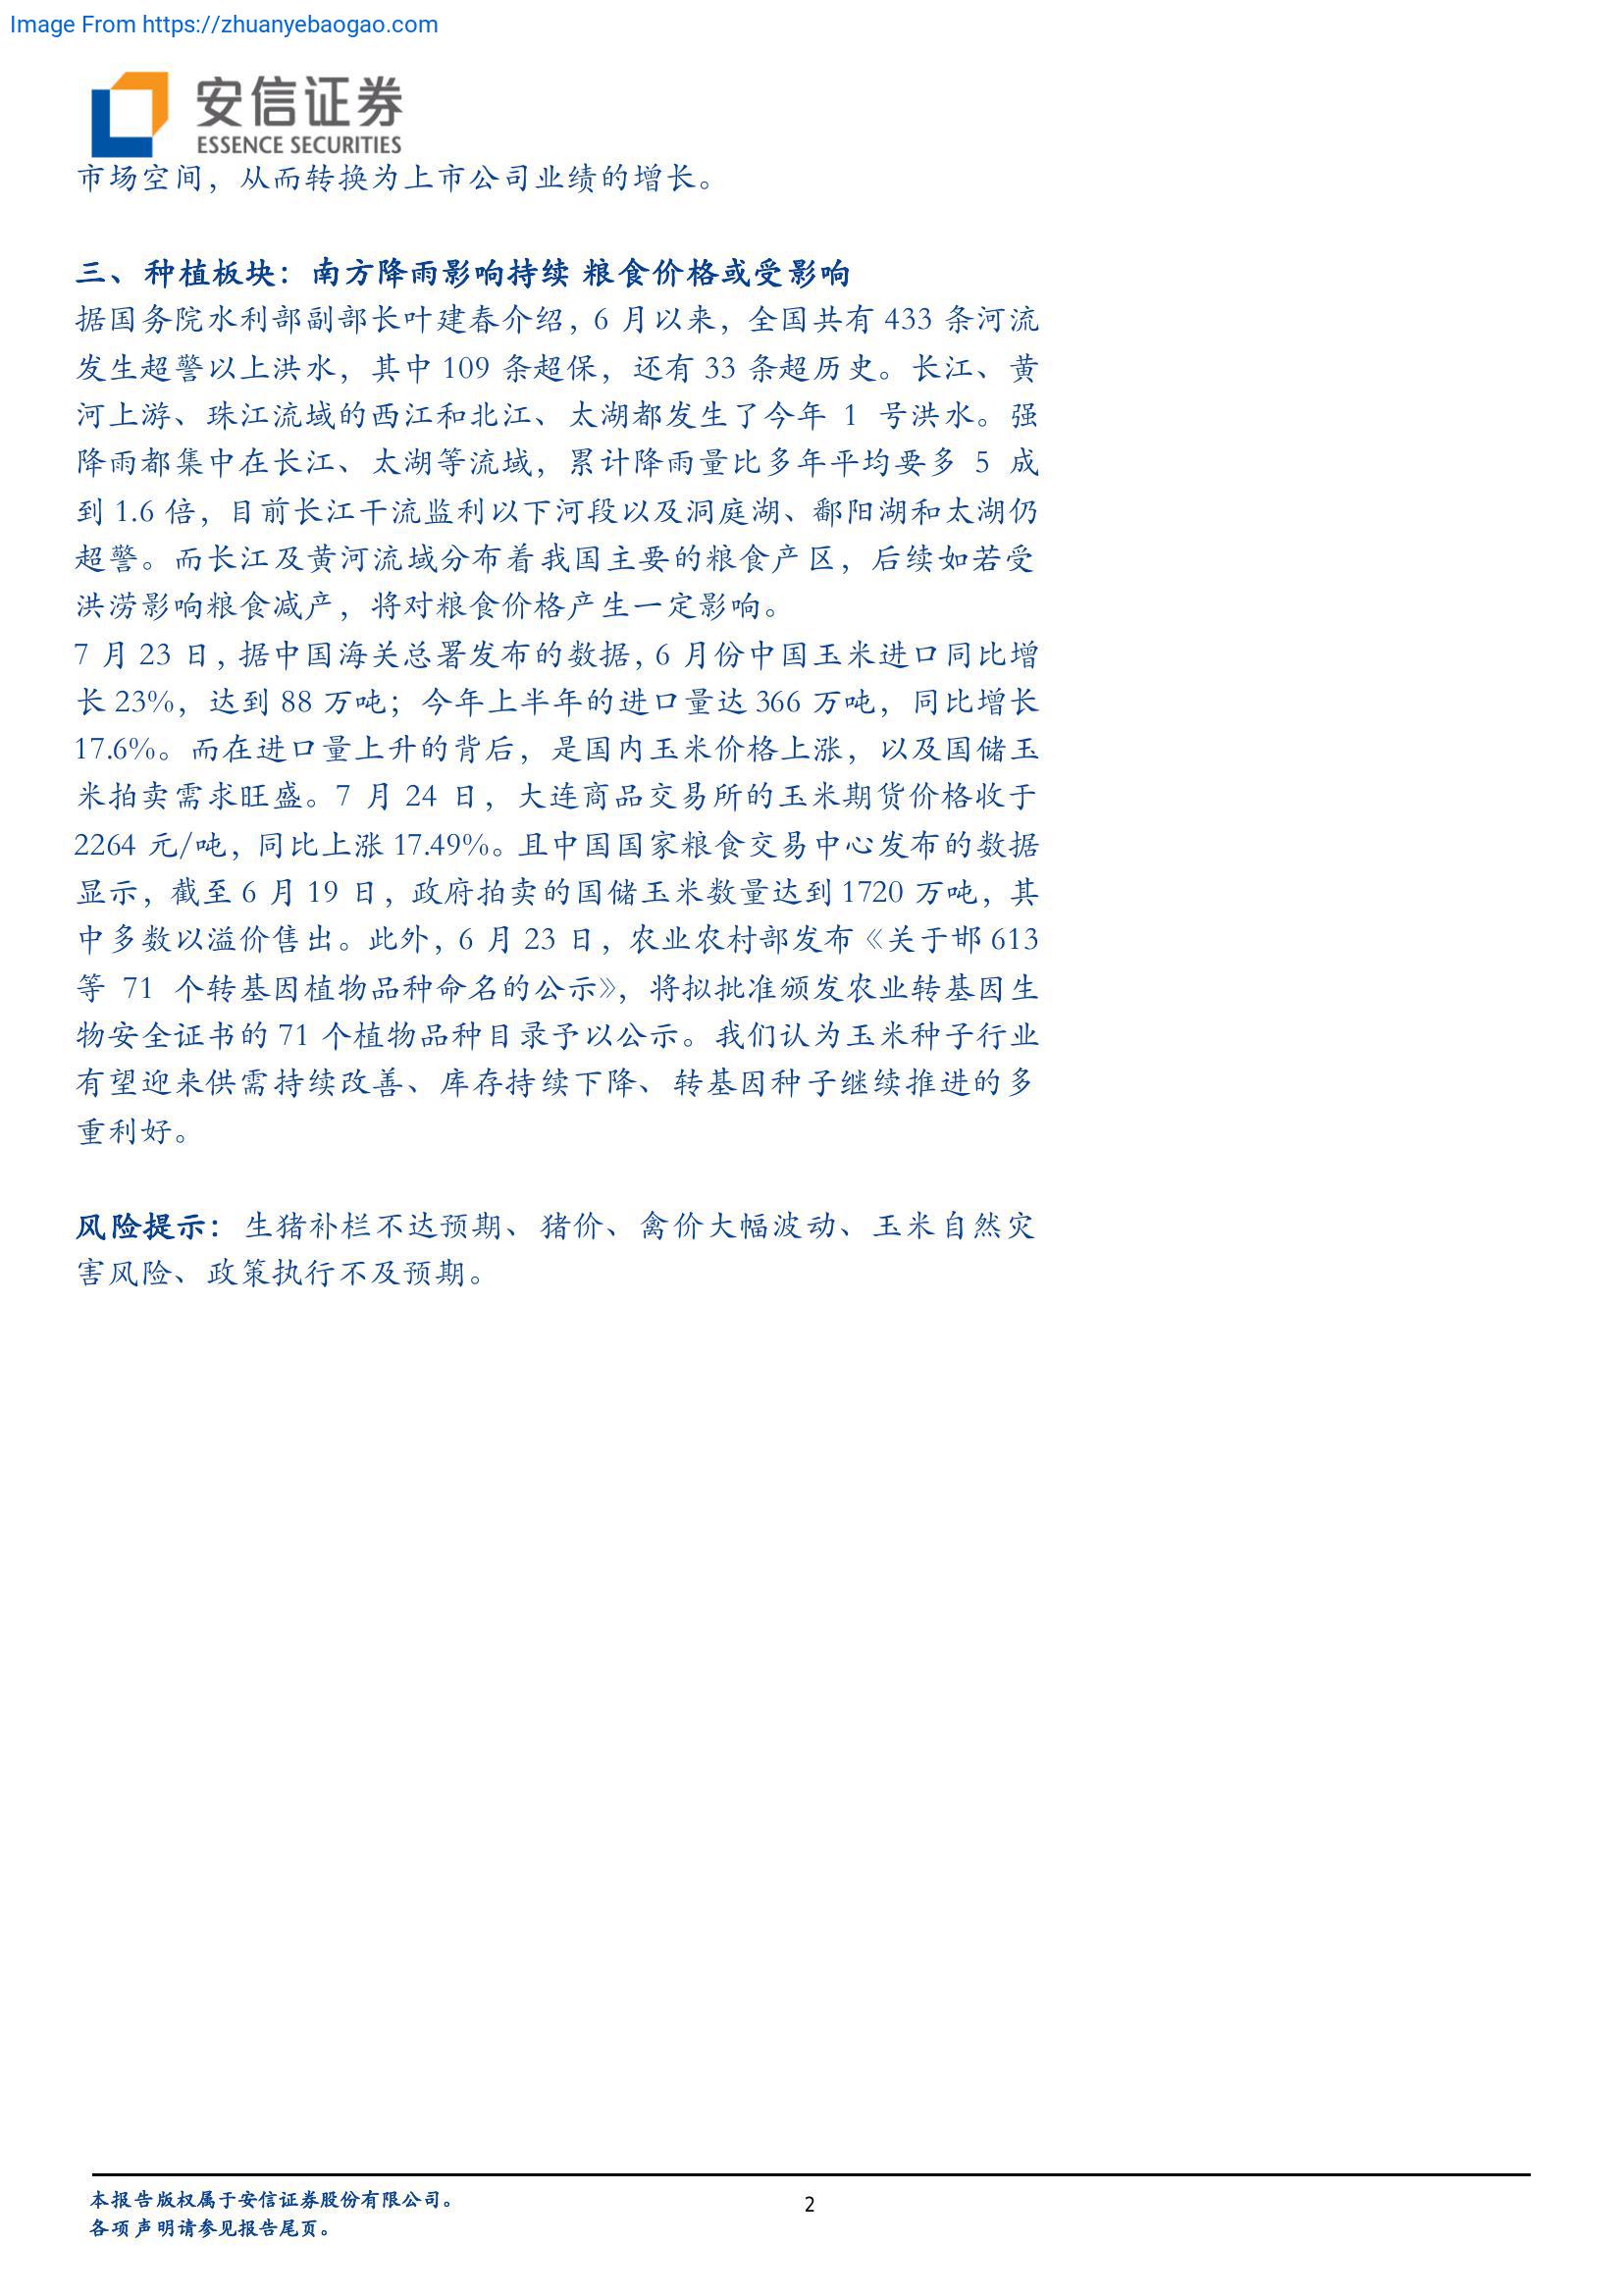 Image From https://zhuanyebaogao.com
安信证券
ESSENCE SECURITIES
市场空间，从而转换为上市公司业绩的增长。
三、种植板块：南方降雨影响持续 粮食价格或受影响
据国务院水利部副部长叶建春介绍，6 月以来，全国共有 433 条河流
发生超警以上洪水，其中 109 条超保，还有 33 条超历史。长江、黄
河上游、珠江流域的西江和北江、太湖都发生了今年 1 号洪水。强
降雨都集中在长江、太湖等流域，累计降雨量比多年平均要多 5 成
到 1.6 倍，目前长江干流监利以下河段以及洞庭湖、鄱阳湖和太湖仍
超警。而长江及黄河流域分布着我国主要的粮食产区，后续如若受
洪涝影响粮食减产，将对粮食价格产生一定影响。
7 月 23 日，据中国海关总署发布的数据，6 月份中国玉米进口同比增
长 23%，达到 88 万吨；今年上半年的进口量达 366 万吨，同比增长
17.6%。而在进口量上升的背后，是国内玉米价格上涨，以及国储玉
米拍卖需求旺盛。7 月 24 日，大连商品交易所的玉米期货价格收于
2264 元/吨，同比上涨 17.49%。且中国国家粮食交易中心发布的数据
显示，截至 6 月 19 日，政府拍卖的国储玉米数量达到 1720 万吨，其
中多数以溢价售出。此外，6 月 23 日，农业农村部发布《关于邯 613
等 71 个转基因植物品种命名的公示》，将拟批准颁发农业转基因生
物安全证书的 71 个植物品种目录予以公示。我们认为玉米种子行业
有望迎来供需持续改善、库存持续下降、转基因种子继续推进的多
重利好。
风险提示：生猪补栏不达预期、猪价、禽价大幅波动、玉米自然灾
害风险、政策执行不及预期。
本报告版权属于安信证券股份有限公司。
2
各项声明请参见报告尾页。